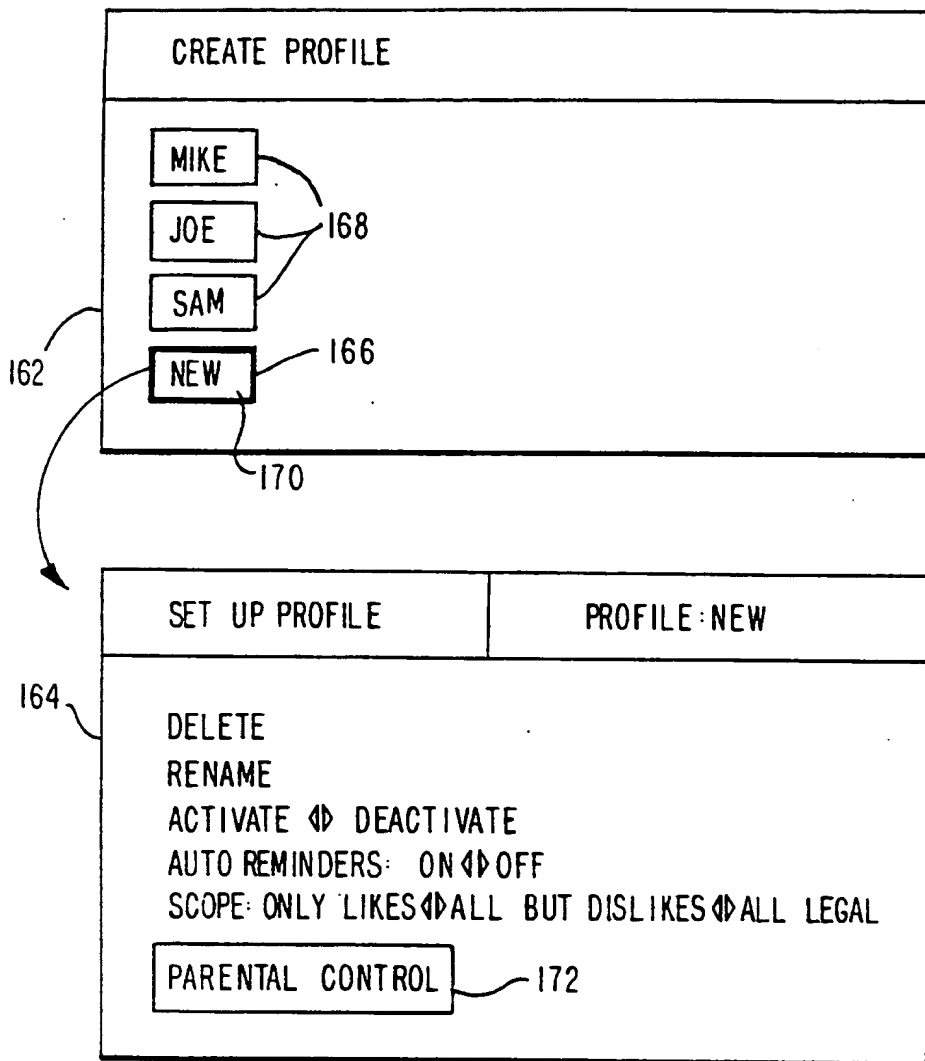 CREATE PROFILE
MIKE
JOE
168
SAM
162
NEW
166
170
SET UP PROFILE
PROFILE:NEW
164
DELETE
RENAME
ACTIVATE ◁▷ DEACTIVATE
AUTO REMINDERS: ON◁▷OFF
SCOPE: ONLY LIKES◁▷ALL BUT DISLIKES◁▷ALL LEGAL
PARENTAL CONTROL
172